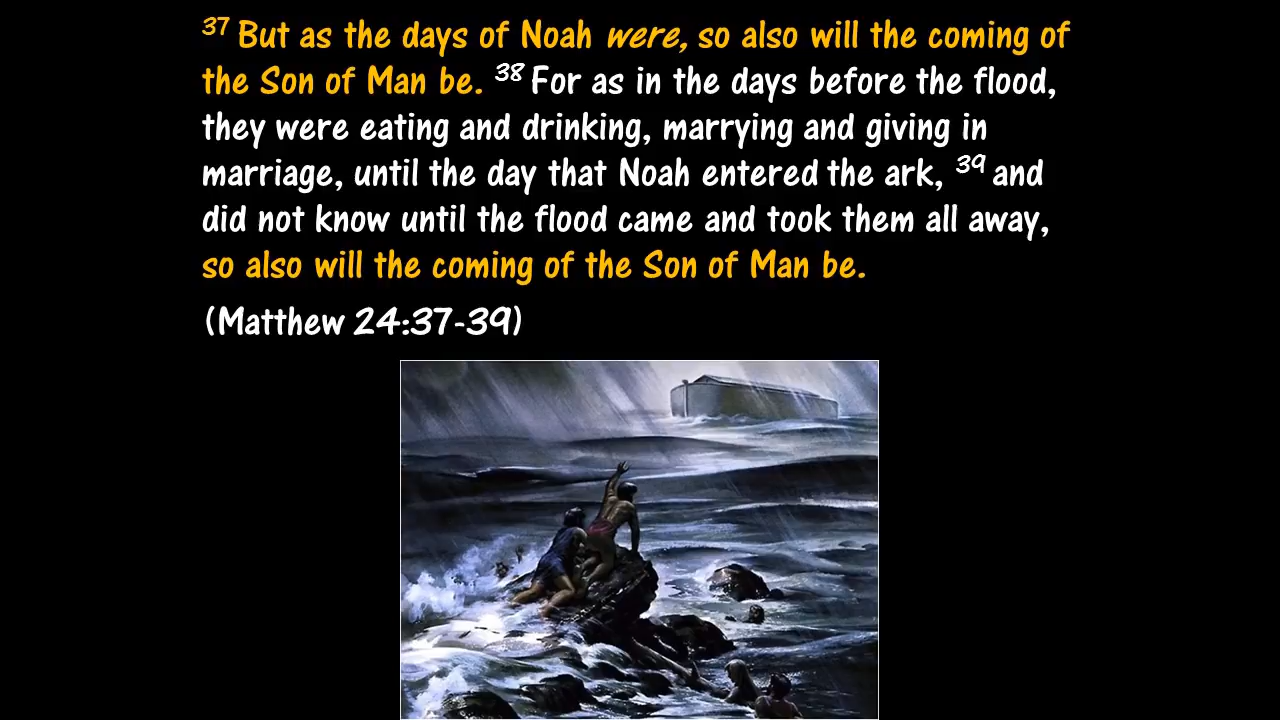 37 But as the days of Noah were, so also will the coming of
the Son of Man be. 38 For as in the days before the flood,
they were eating and drinking, marrying and giving in
marriage, until the day that Noah entered the ark, 39 and
did not know until the flood came and took them all away,
so also will the coming of the Son of Man be.
(Matthew 24:37-39)